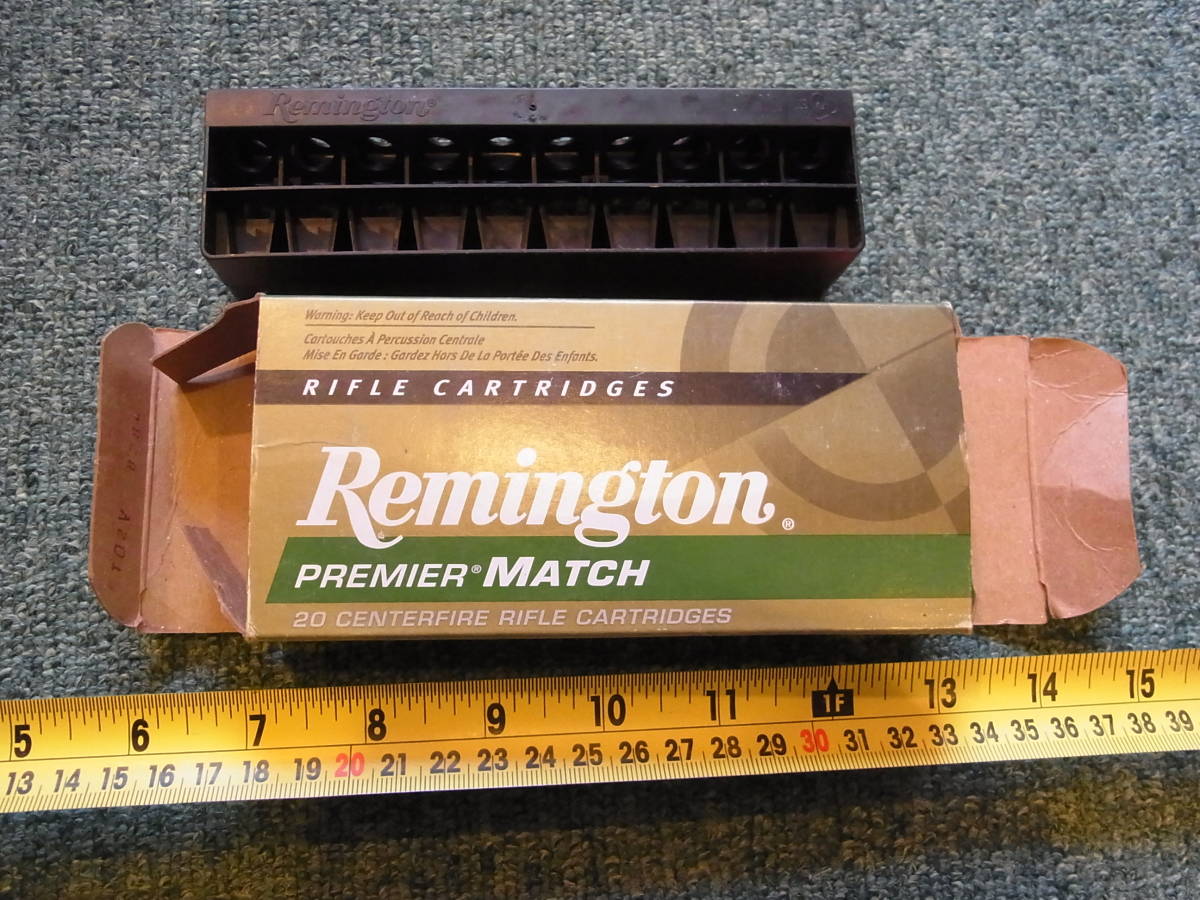 Remington®
Warning: Keep Out of Reach of Children.
Cartouches À Percussion Centrale
Mise En Garde : Gardez Hors De La Portée Des Enfants.
RIFLE CARTRIDGES
Remington®
PREMIER® MATCH
20 CENTERFIRE RIFLE CARTRIDGES
5 6 7 8 9 10 11 1F 13 14 15
13 14 15 16 17 18 19 20 21 22 23 24 25 26 27 28 29 30 31 32 33 34 35 36 37 38 39